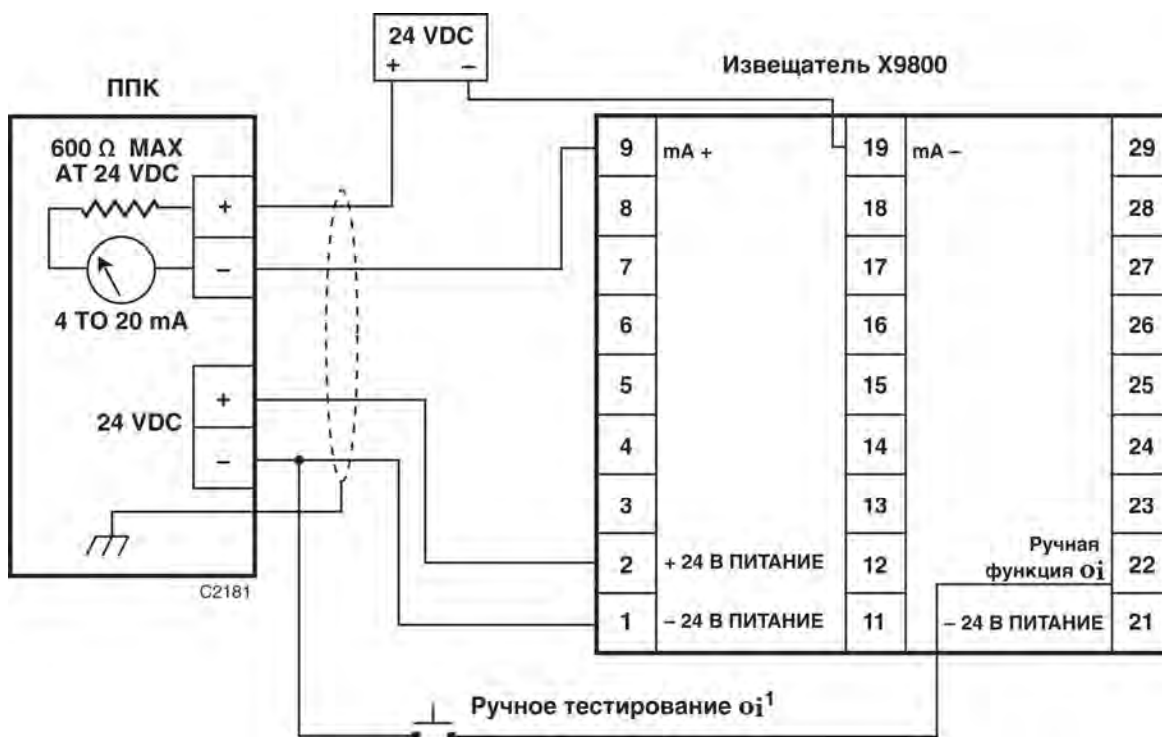 24 VDC
+ –
Извещатель X9800
ППК
600 Ω MAX
AT 24 VDC
+
–
4 TO 20 mA
24 VDC
+
–
C2181
9 mA + 19 mA – 29
8 18 28
7 17 27
6 16 26
5 15 25
4 14 24
3 13 23
2 + 24 В ПИТАНИЕ 12 Ручная функция oi 22
1 – 24 В ПИТАНИЕ 11 – 24 В ПИТАНИЕ 21
Ручное тестирование oi¹